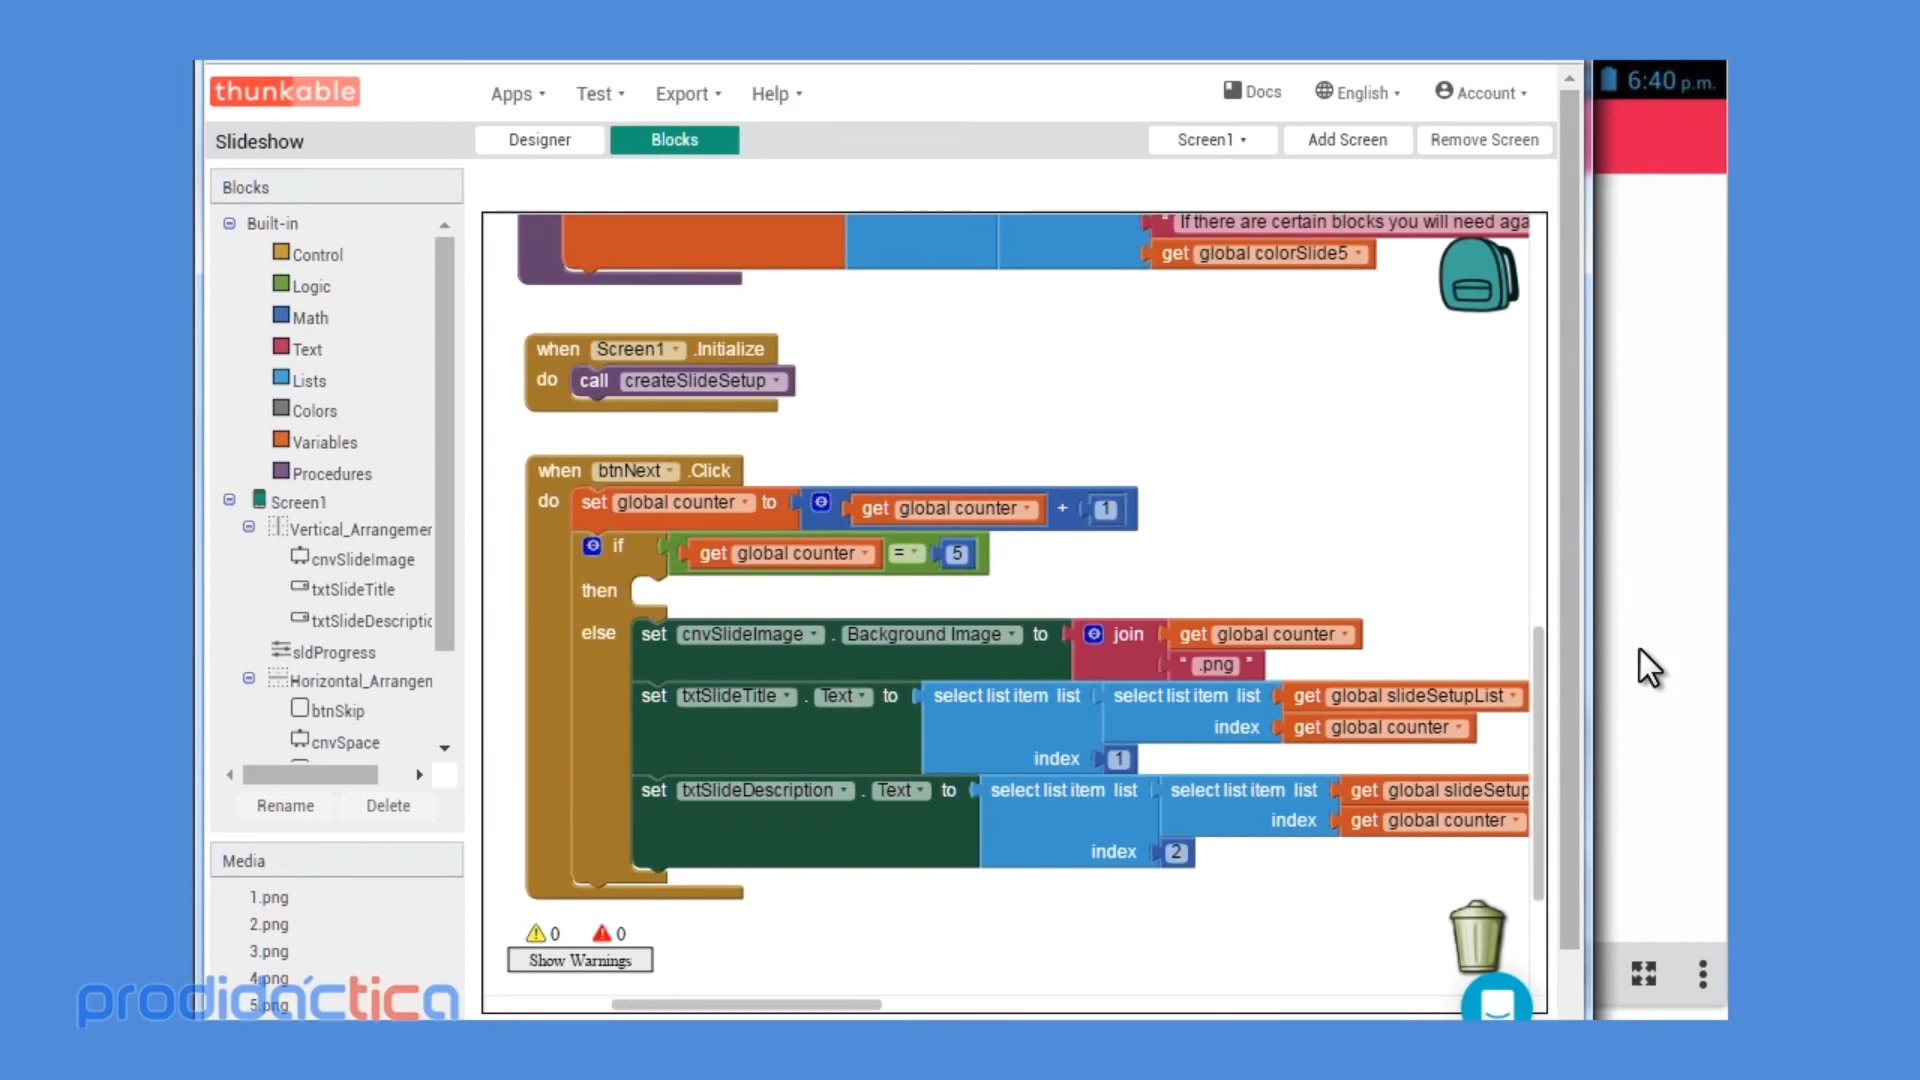 6:40 p.m.
thunkable
Apps
Test
Export
Help
Docs
English
Account
Slideshow
Designer
Blocks
Screen1
Add Screen
Remove Screen
Blocks
Built-in
Control
Logic
Math
Text
Lists
Colors
Variables
Procedures
Screen1
Vertical_Arrangemer
cnvSlideImage
txtSlideTitle
txtSlideDescriptic
sldProgress
Horizontal_Arrangen
btnSkip
cnvSpace
Rename
Delete
Media
1.png
2.png
3.png
4.png
5.png
" If there are certain blocks you will need aga
get global colorSlide5
when Screen1 .Initialize
do call createSlideSetup
when btnNext .Click
do set global counter to get global counter + 1
if get global counter = 5
then
else set cnvSlideImage . Background Image to join get global counter
" .png "
set txtSlideTitle . Text to select list item list select list item list get global slideSetupList
index get global counter
index 1
set txtSlideDescription . Text to select list item list select list item list get global slideSetup
index get global counter
index 2
0 0
Show Warnings
prodidáctica